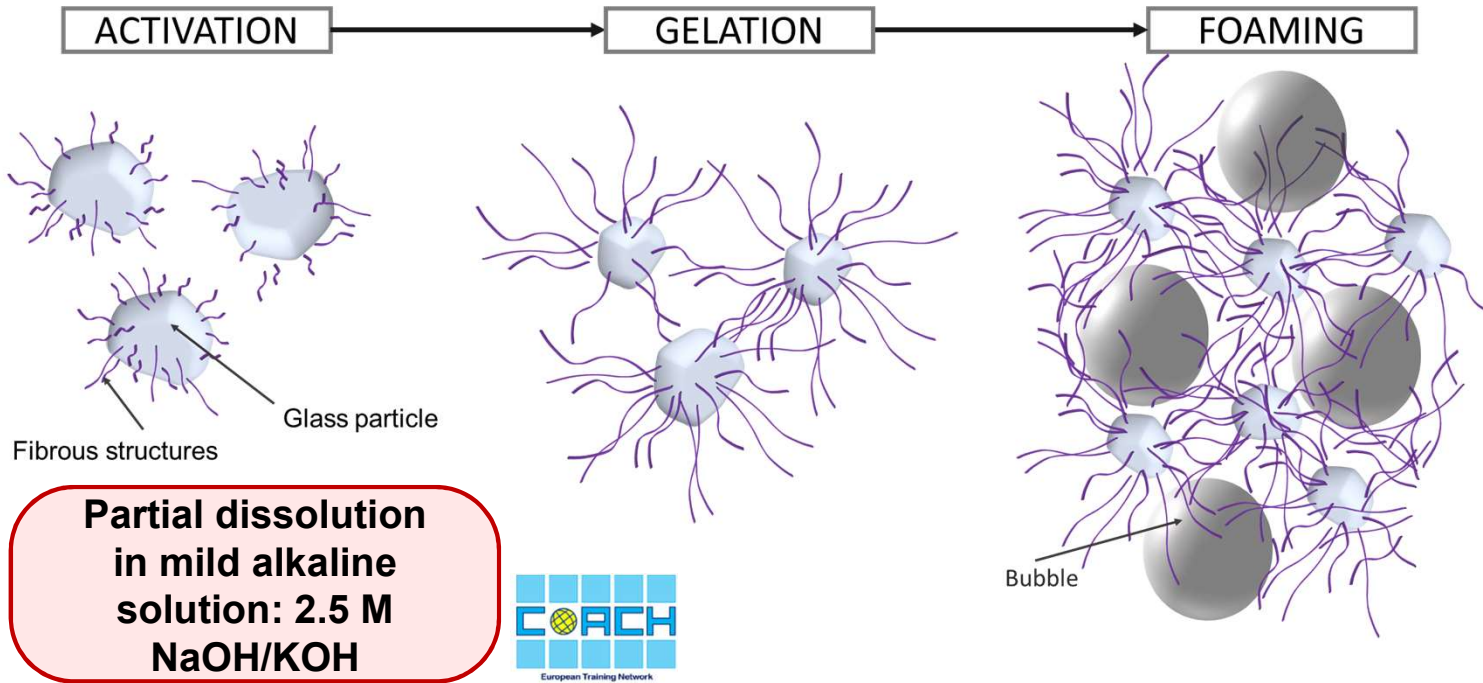 ACTIVATION
GELATION
FOAMING
Glass particle
Fibrous structures
Bubble
Partial dissolution
in mild alkaline
solution: 2.5 M
NaOH/KOH
COACH
European Training Network